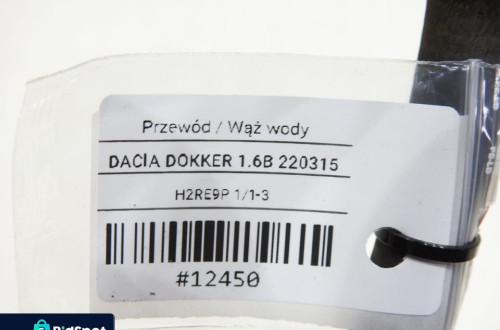 Przewód / Wąż wody
DACIA DOKKER 1.6B 220315
H2RE9P 1/1-3
#12450